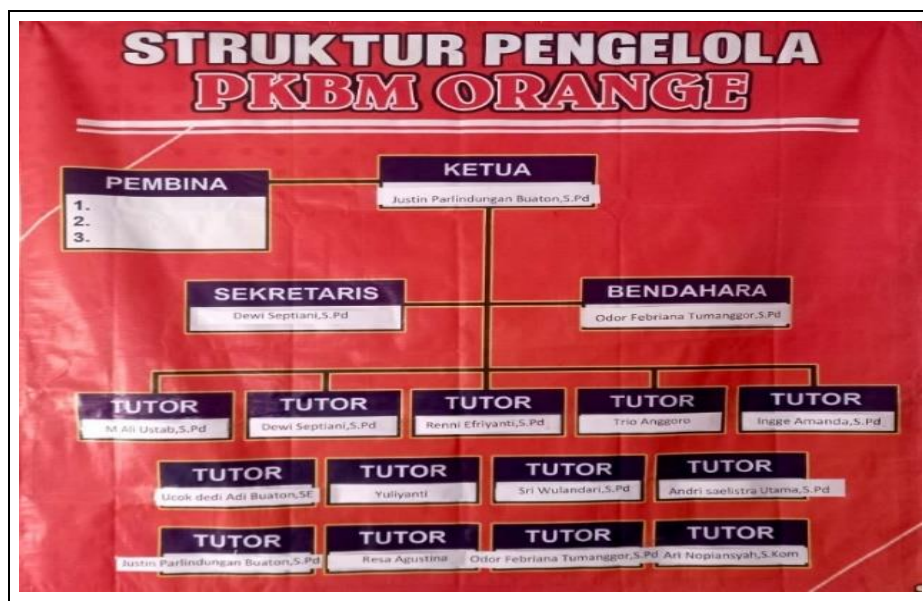 STRUKTUR PENGELOLA
PKBM ORANGE
KETUA
Justin Parlindungan Buaton,S.Pd
PEMBINA
1.
2.
3.
SEKRETARIS
Dewi Septiani,S.Pd
BENDAHARA
Odor Febriana Tumanggor,S.Pd
TUTOR
M Ali Ustab,S.Pd
TUTOR
Dewi Septiani,S.Pd
TUTOR
Renni Efriyanti,S.Pd
TUTOR
Trio Anggoro
TUTOR
Ingge Amanda,S.Pd
TUTOR
Ucok dedi Adi Buaton,SE
TUTOR
Yuliyanti
TUTOR
Sri Wulandari,S.Pd
TUTOR
Andri saelistra Utama,S.Pd
TUTOR
Justin Parlindungan Buaton,S.Pd
TUTOR
Resa Agustina
TUTOR
Odor Febriana Tumanggor,S.Pd
TUTOR
Ari Nopiansyah,S.Kom